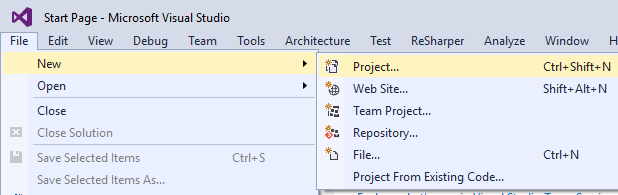 Start Page - Microsoft Visual Studio
File Edit View Debug Team Tools Architecture Test ReSharper Analyze Window
New
Open
Close
Close Solution
Save Selected Items Ctrl+S
Save Selected Items As...
Project... Ctrl+Shift+N
Web Site... Shift+Alt+N
Team Project...
Repository...
File... Ctrl+N
Project From Existing Code...